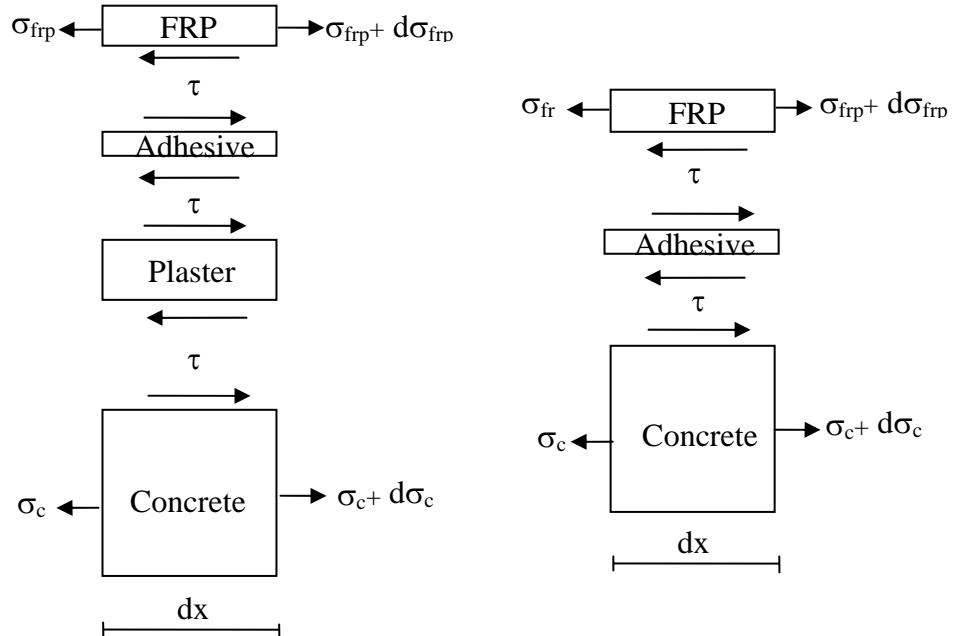 σfrp FRP σfrp+ dσfrp
τ
Adhesive
τ
Plaster
τ
σc Concrete σc+ dσc
dx
σfr FRP σfrp+ dσfrp
τ
Adhesive
τ
σc Concrete σc+ dσc
dx